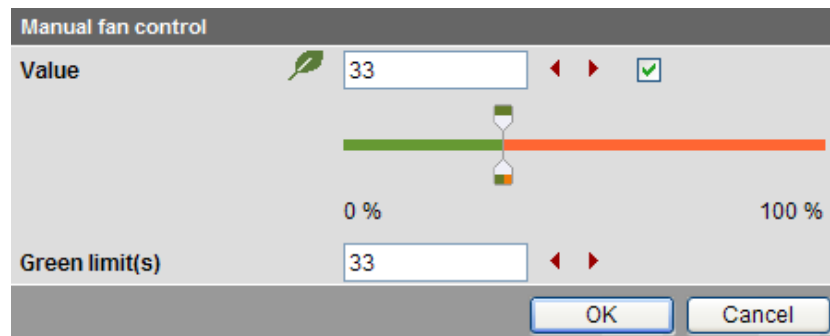 Manual fan control
Value 33
0 % 100 %
Green limit(s) 33
OK Cancel